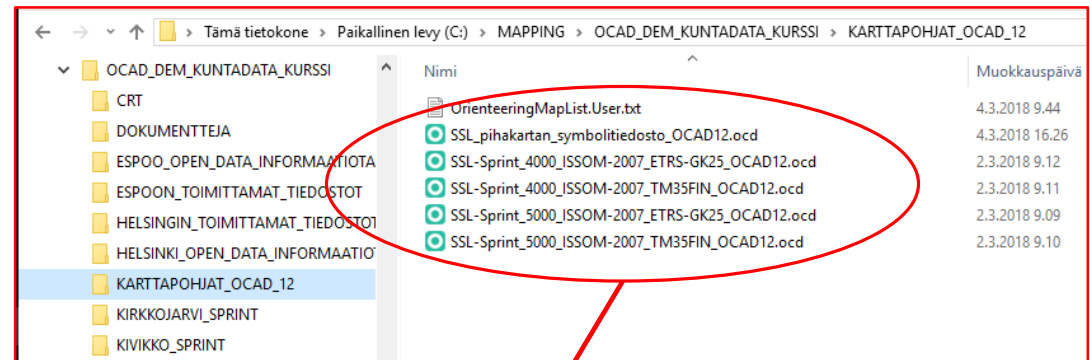 Tämä tietokone > Paikallinen levy (C:) > MAPPING > OCAD_DEM_KUNTADATA_KURSSI > KARTTAPOHJAT_OCAD_12
OCAD_DEM_KUNTADATA_KURSSI
CRT
DOKUMENTTEJA
ESPOO_OPEN_DATA_INFORMAATIOTA
ESPOON_TOIMITTAMAT_TIEDOSTOT
HELSINGIN_TOIMITTAMAT_TIEDOSTOT
HELSINKI_OPEN_DATA_INFORMAATIO
KARTTAPOHJAT_OCAD_12
KIRKKOJARVI_SPRINT
KIVIKKO_SPRINT
Nimi Muokkauspäivä
OrienteeringMapList.User.txt 4.3.2018 9.44
SSL_pihakartan_symbolitiedosto_OCAD12.ocd 4.3.2018 16.26
SSL-Sprint_4000_ISSOM-2007_ETRS-GK25_OCAD12.ocd 2.3.2018 9.12
SSL-Sprint_4000_ISSOM-2007_TM35FIN_OCAD12.ocd 2.3.2018 9.11
SSL-Sprint_5000_ISSOM-2007_ETRS-GK25_OCAD12.ocd 2.3.2018 9.09
SSL-Sprint_5000_ISSOM-2007_TM35FIN_OCAD12.ocd 2.3.2018 9.10